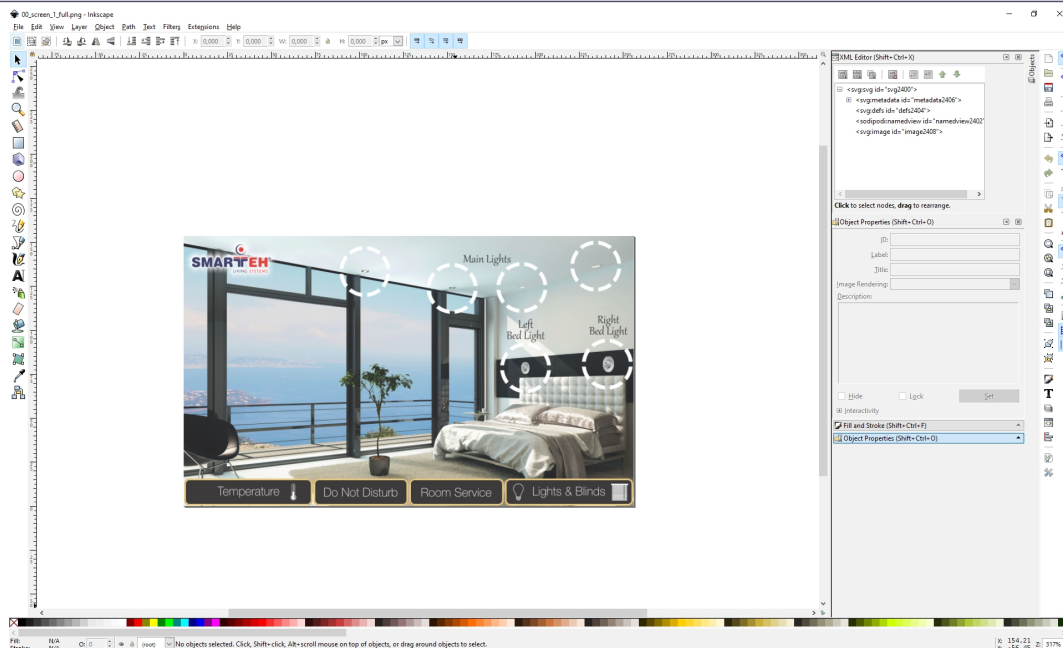 00_screen_1_full.png - Inkscape
File Edit View Layer Object Path Text Filters Extensions Help
X: 0,000 Y: 0,000 W: 0,000 H: 0,000 px
XML Editor (Shift+Ctrl+X)
Objects
Objects
<svg:svg id="svg2400">
<svg:metadata id="metadata2406">
<svg:defs id="defs2404">
<sodipodi:namedview id="namedview2402"
<svg:image id="image2408">
Click to select nodes, drag to rearrange.
Object Properties (Shift+Ctrl+O)
ID:
Label:
Title:
Image Rendering:
Description:
Hide Lock Set
Interactivity
Fill and Stroke (Shift+Ctrl+F)
Object Properties (Shift+Ctrl+O)
SMARTEH
LIVING SYSTEMS
Main Lights
Left
Bed Light
Right
Bed Light
Temperature Do Not Disturb Room Service Lights & Blinds
Fill: N/A
Stroke: N/A
O: 0 (root) No objects selected. Click, Shift+click, Alt+scroll mouse on top of objects, or drag around objects to select.
X: 154,21
Y: -56,45
Z: 317%